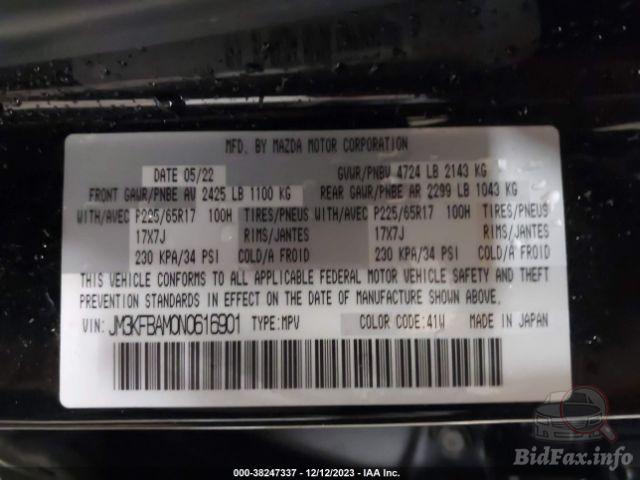 MFD. BY MAZDA MOTOR CORPORATION
DATE 05/22 GVWR/PNBV 4724 LB 2143 KG
FRONT GAWR/PNBE AV 2425 LB 1100 KG REAR GAWR/PNBE AR 2299 LB 1043 KG
WITH/AVEC P225/65R17 100H TIRES/PNEUS WITH/AVEC P225/65R17 100H TIRES/PNEUS
17X7J RIMS/JANTES 17X7J RIMS/JANTES
230 KPA/34 PSI COLD/A FROID 230 KPA/34 PSI COLD/A FROID
THIS VEHICLE CONFORMS TO ALL APPLICABLE FEDERAL MOTOR VEHICLE SAFETY AND THEFT
PREVENTION STANDARDS IN EFFECT ON THE DATE OF MANUFACTURE SHOWN ABOVE.
VIN: JM3KFBAM0N0616901 TYPE:MPV COLOR CODE:41W MADE IN JAPAN
BidFax.info
000-38247337 - 12/12/2023 - IAA Inc.